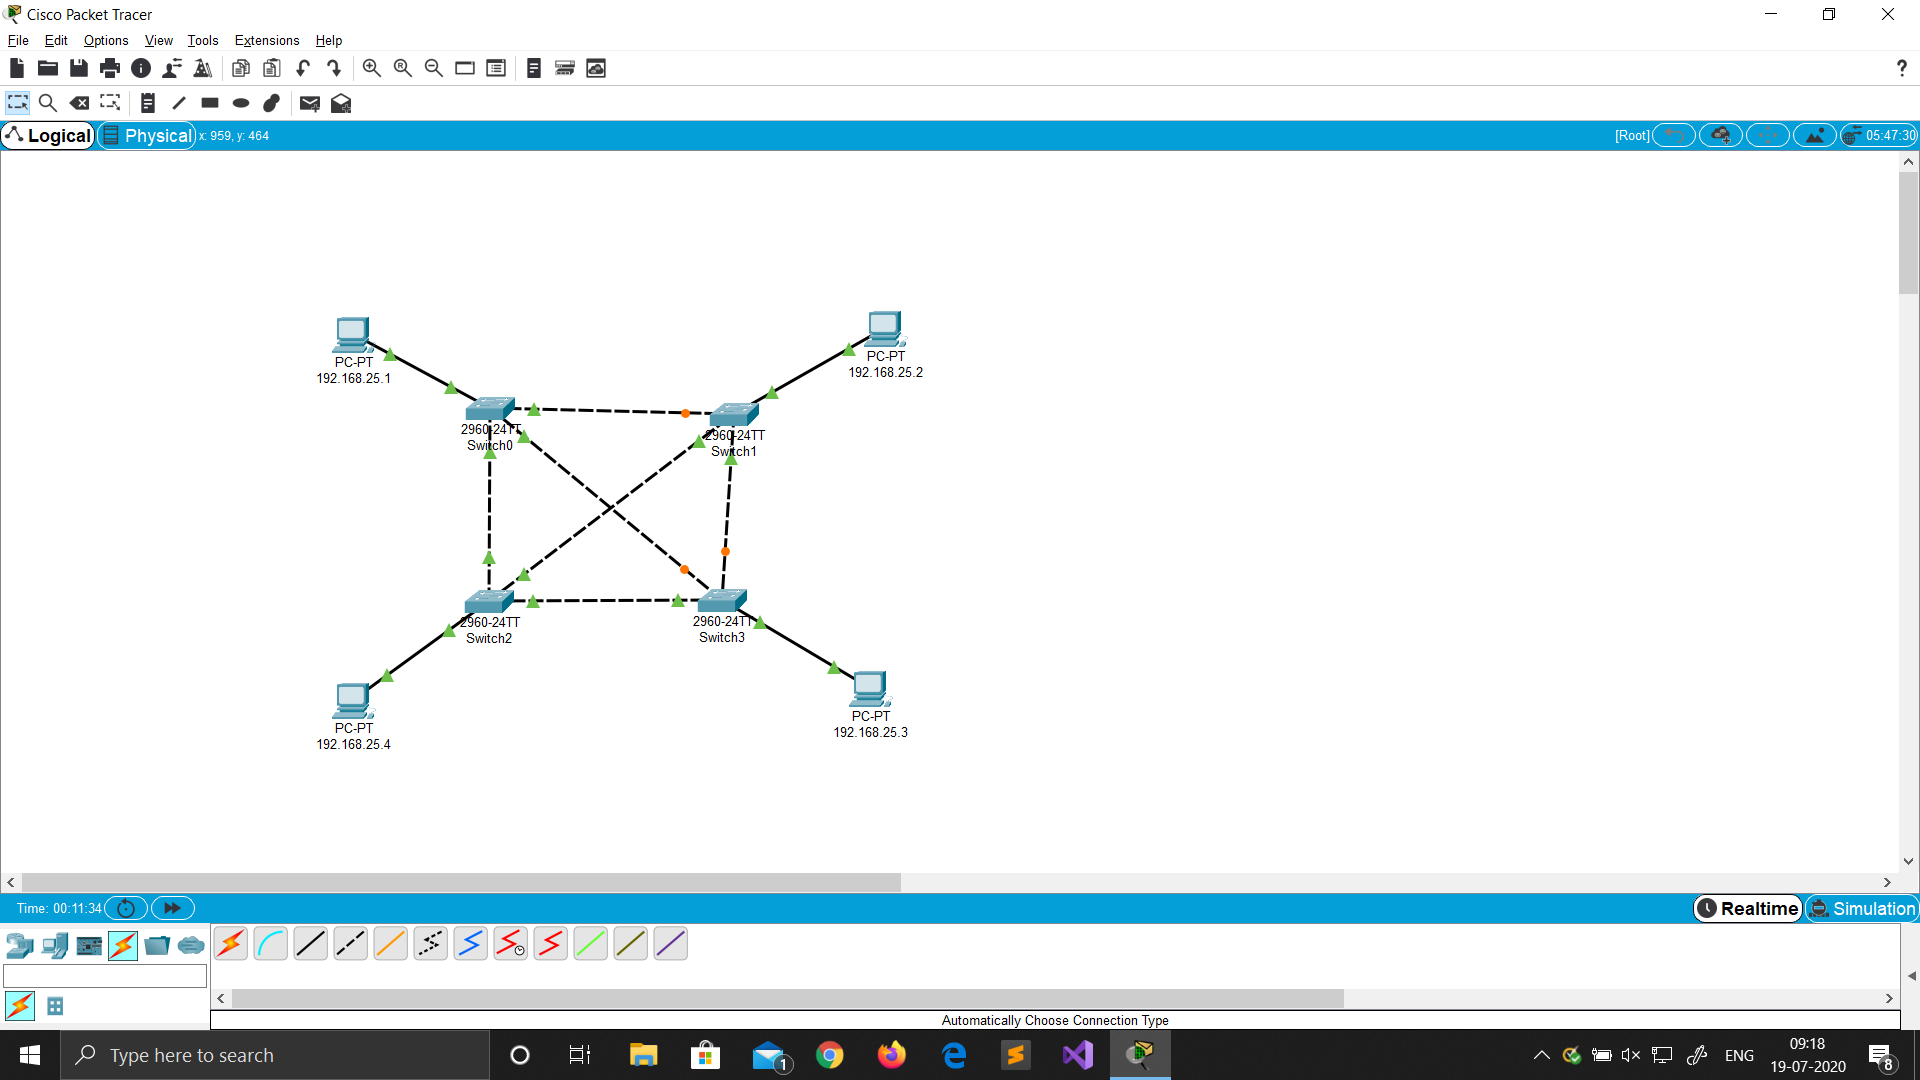 Cisco Packet Tracer
File Edit Options View Tools Extensions Help
?
Logical Physical x: 959, y: 464 [Root] 05:47:30
PC-PT
192.168.25.1
PC-PT
192.168.25.2
2960-24TT
Switch0
2960-24TT
Switch1
2960-24TT
Switch2
2960-24TT
Switch3
PC-PT
192.168.25.4
PC-PT
192.168.25.3
Time: 00:11:34 Realtime Simulation
Automatically Choose Connection Type
Type here to search
1
ENG
09:18
19-07-2020
8